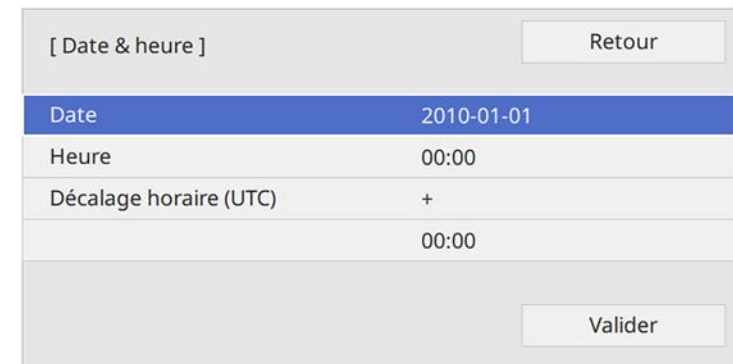 [ Date & heure ] Retour
Date 2010-01-01
Heure 00:00
Décalage horaire (UTC) +
00:00
Valider